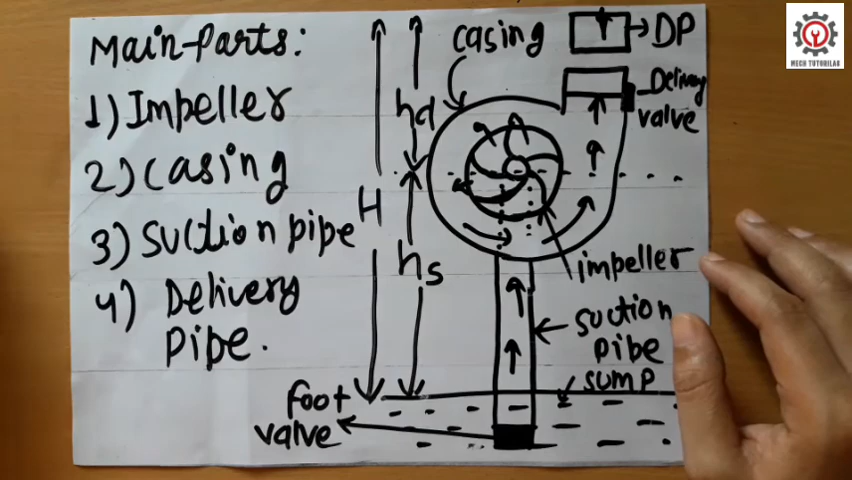 Main-Parts:
1) Impeller
2) Casing
3) Suction pipe
4) Delivery
Pipe.
H
hd
hs
casing
DP
Delivery
valve
impeller
suction
pipe
sump
foot
valve
MECH TUTORILAB